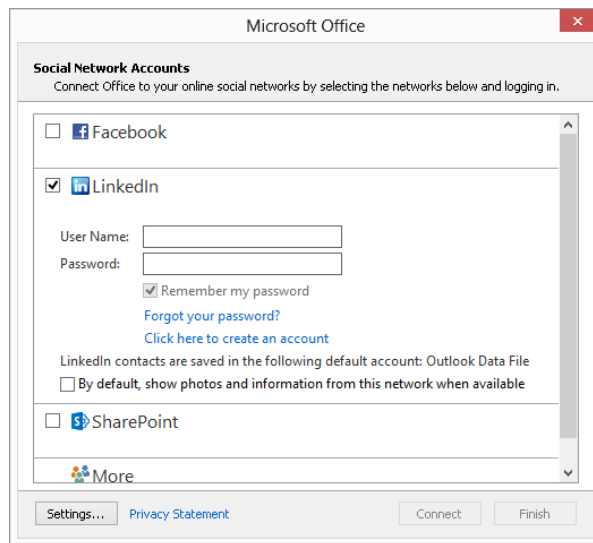 Microsoft Office
Social Network Accounts
Connect Office to your online social networks by selecting the networks below and logging in.
Facebook
LinkedIn
User Name:
Password:
Remember my password
Forgot your password?
Click here to create an account
LinkedIn contacts are saved in the following default account: Outlook Data File
By default, show photos and information from this network when available
SharePoint
More
Settings... Privacy Statement Connect Finish